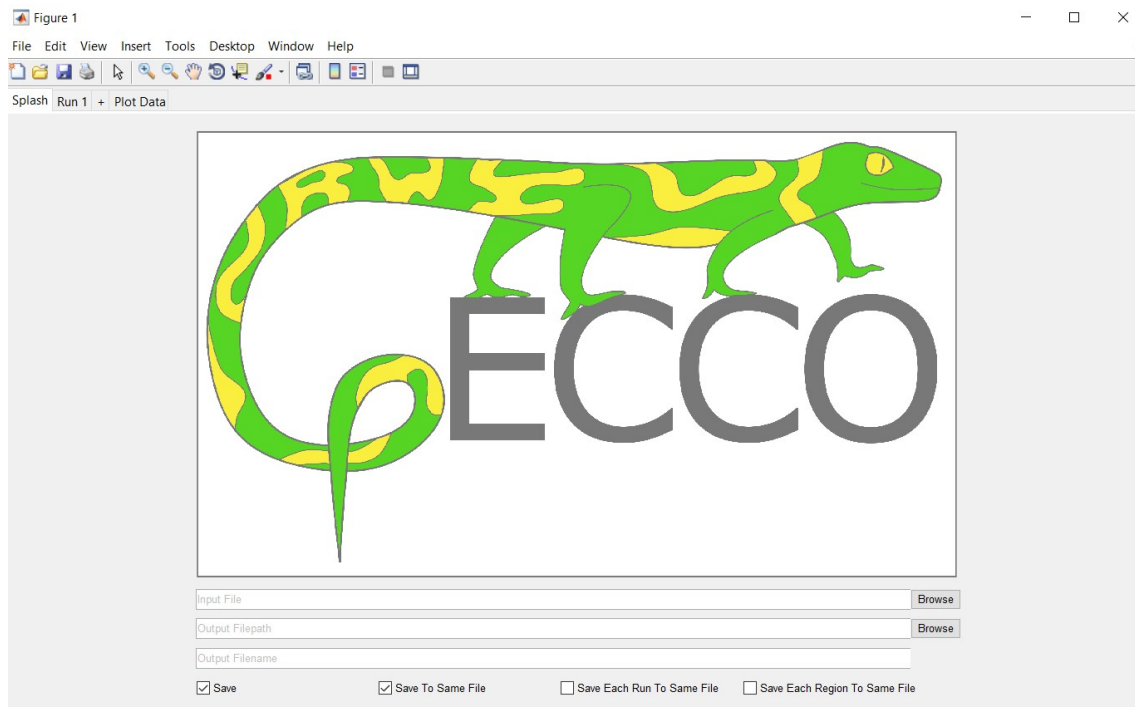 Figure 1
File Edit View Insert Tools Desktop Window Help
Splash Run 1 + Plot Data
ECCO
Input File Browse
Output Filepath Browse
Output Filename
Save Save To Same File Save Each Run To Same File Save Each Region To Same File